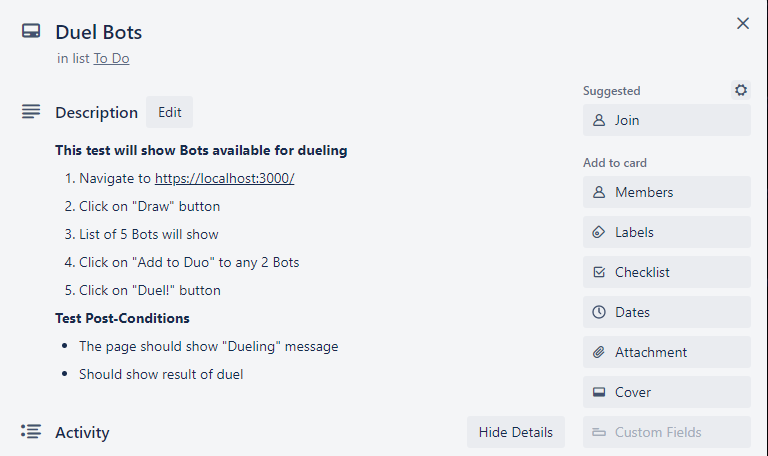 Duel Bots
in list To Do
Description Edit
This test will show Bots available for dueling
1. Navigate to https://localhost:3000/
2. Click on "Draw" button
3. List of 5 Bots will show
4. Click on "Add to Duo" to any 2 Bots
5. Click on "Duel!" button
Test Post-Conditions
• The page should show "Dueling" message
• Should show result of duel
Activity Hide Details
Suggested
Join
Add to card
Members
Labels
Checklist
Dates
Attachment
Cover
Custom Fields